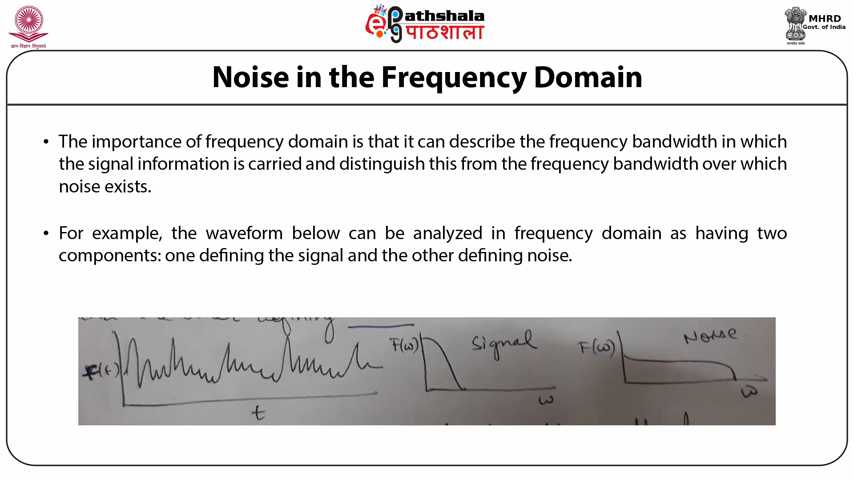 ePathshala
पाठशाला
MHRD
Govt. of India
Noise in the Frequency Domain
• The importance of frequency domain is that it can describe the frequency bandwidth in which
the signal information is carried and distinguish this from the frequency bandwidth over which
noise exists.
• For example, the waveform below can be analyzed in frequency domain as having two
components: one defining the signal and the other defining noise.
defining
F(t)
t
F(ω)
Signal
ω
F(ω)
Noise
ω